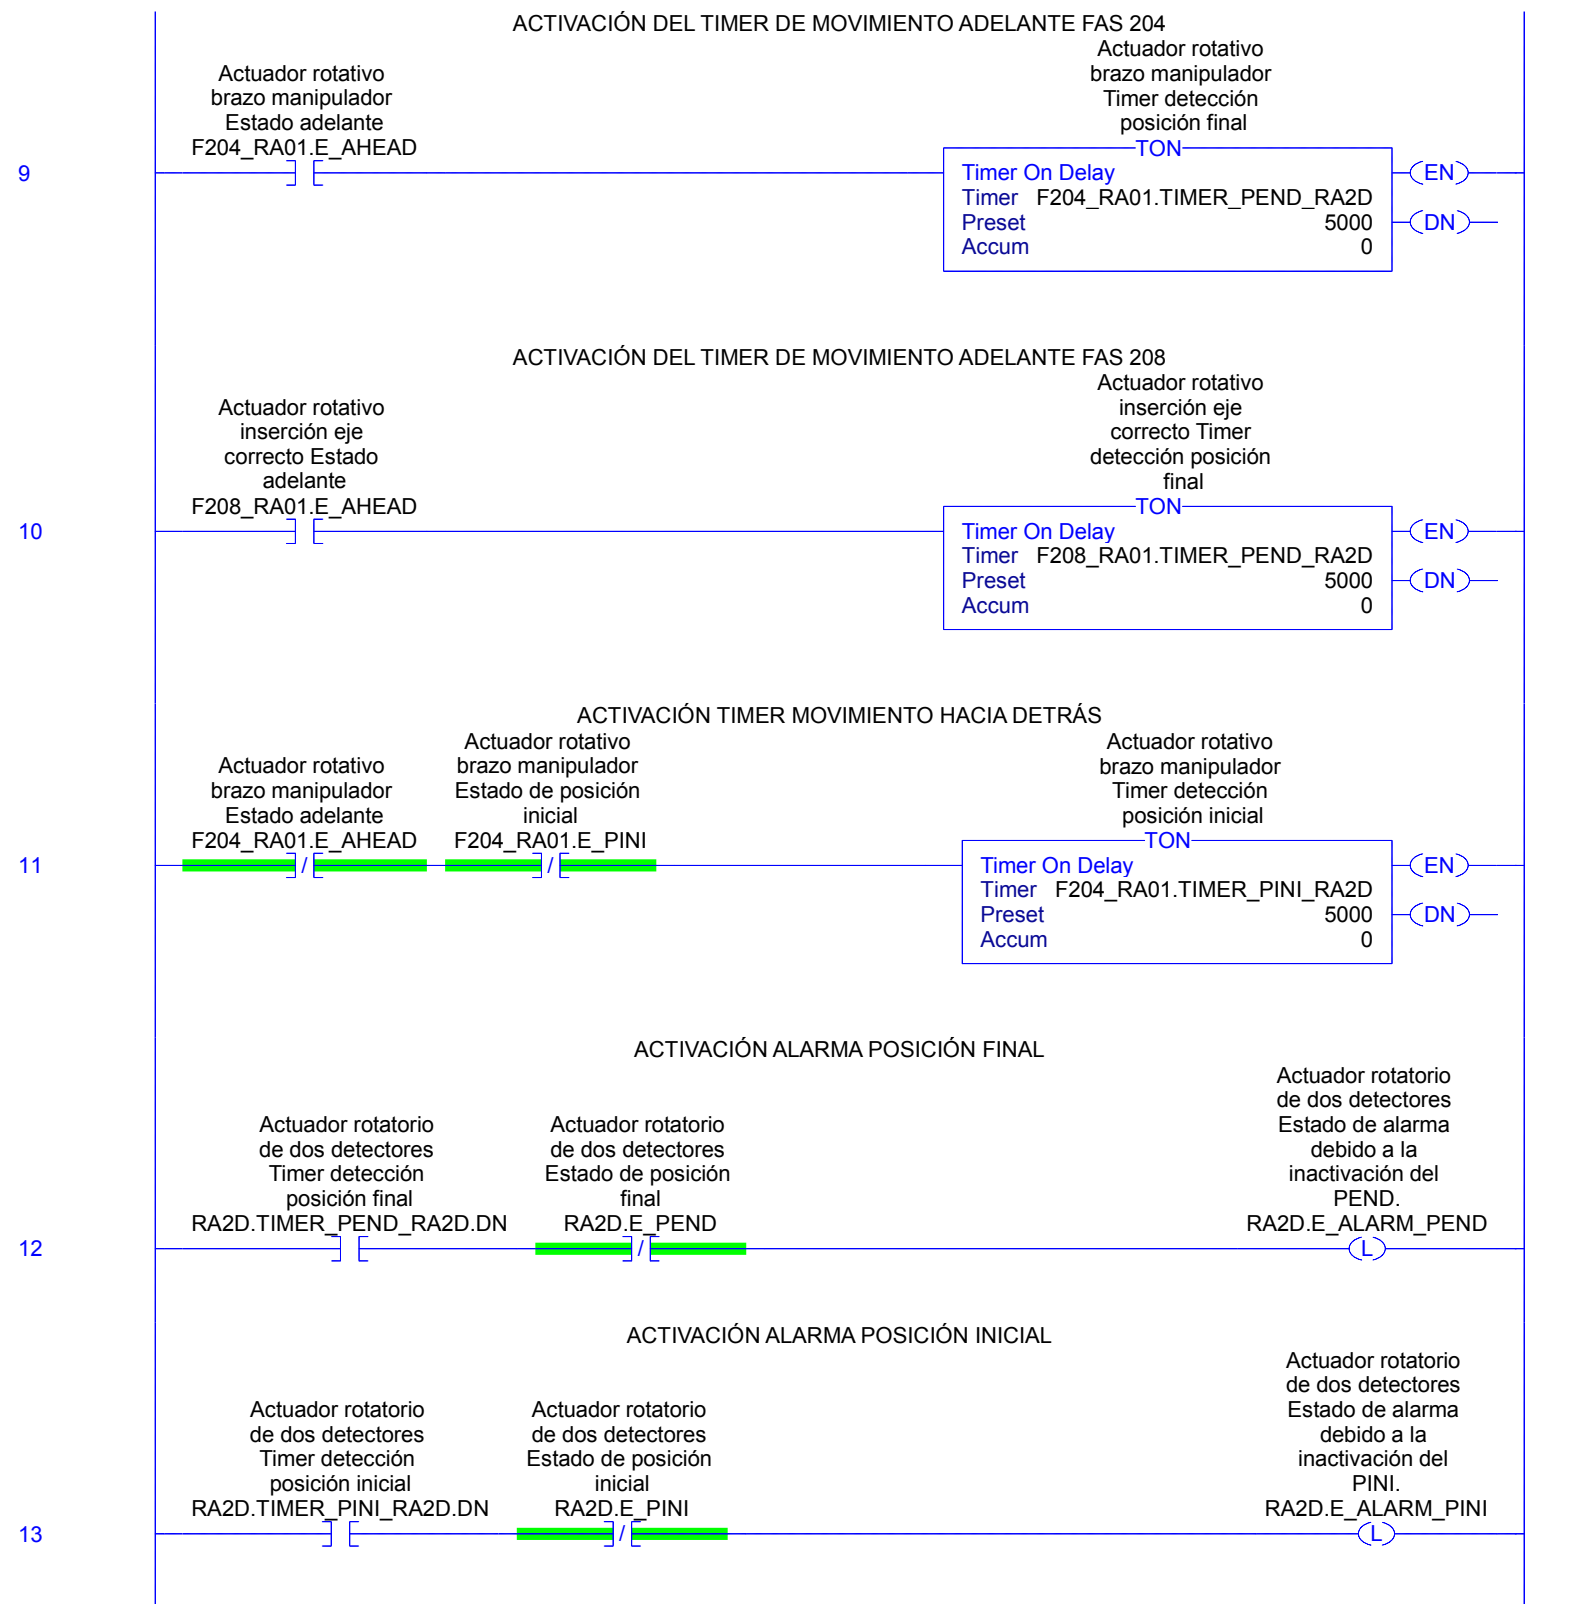 ACTIVACIÓN DEL TIMER DE MOVIMIENTO ADELANTE FAS 204
Actuador rotativo
brazo manipulador
Estado adelante
F204_RA01.E_AHEAD
Actuador rotativo
brazo manipulador
Timer detección
posición final
9
TON
Timer On Delay
Timer F204_RA01.TIMER_PEND_RA2D
Preset 5000
Accum 0
EN
DN
ACTIVACIÓN DEL TIMER DE MOVIMIENTO ADELANTE FAS 208
Actuador rotativo
inserción eje
correcto Estado
adelante
F208_RA01.E_AHEAD
Actuador rotativo
inserción eje
correcto Timer
detección posición
final
10
TON
Timer On Delay
Timer F208_RA01.TIMER_PEND_RA2D
Preset 5000
Accum 0
EN
DN
ACTIVACIÓN TIMER MOVIMIENTO HACIA DETRÁS
Actuador rotativo
brazo manipulador
Estado adelante
F204_RA01.E_AHEAD
Actuador rotativo
brazo manipulador
Estado de posición
inicial
F204_RA01.E_PINI
Actuador rotativo
brazo manipulador
Timer detección
posición inicial
11
/
/
TON
Timer On Delay
Timer F204_RA01.TIMER_PINI_RA2D
Preset 5000
Accum 0
EN
DN
ACTIVACIÓN ALARMA POSICIÓN FINAL
Actuador rotatorio
de dos detectores
Timer detección
posición final
RA2D.TIMER_PEND_RA2D.DN
Actuador rotatorio
de dos detectores
Estado de posición
final
RA2D.E_PEND
Actuador rotatorio
de dos detectores
Estado de alarma
debido a la
inactivación del
PEND.
RA2D.E_ALARM_PEND
12
/
L
ACTIVACIÓN ALARMA POSICIÓN INICIAL
Actuador rotatorio
de dos detectores
Timer detección
posición inicial
RA2D.TIMER_PINI_RA2D.DN
Actuador rotatorio
de dos detectores
Estado de posición
inicial
RA2D.E_PINI
Actuador rotatorio
de dos detectores
Estado de alarma
debido a la
inactivación del
PINI.
RA2D.E_ALARM_PINI
13
/
L